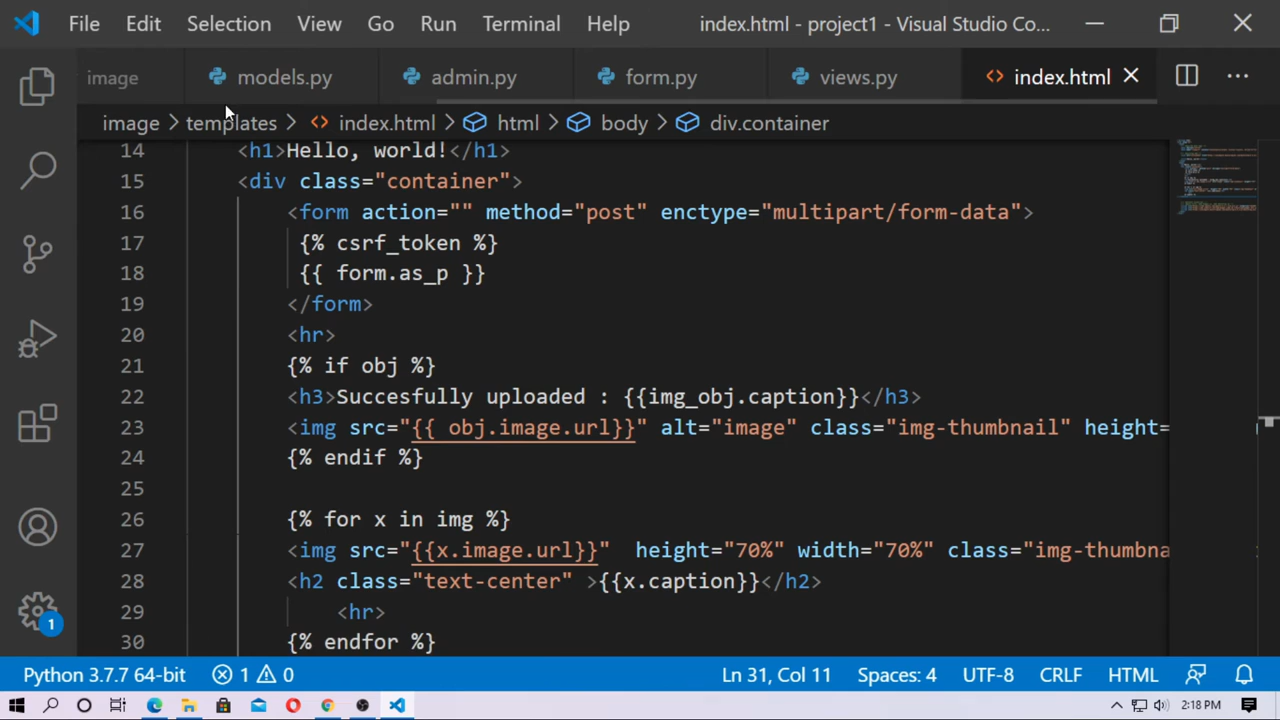 File Edit Selection View Go Run Terminal Help index.html - project1 - Visual Studio Co...
image models.py admin.py form.py views.py index.html
image > templates > index.html > html > body > div.container
14 <h1>Hello, world!</h1>
15 <div class="container">
16 <form action="" method="post" enctype="multipart/form-data">
17 {% csrf_token %}
18 {{ form.as_p }}
19 </form>
20 <hr>
21 {% if obj %}
22 <h3>Succesfully uploaded : {{img_obj.caption}}</h3>
23 <img src="{{ obj.image.url}}" alt="image" class="img-thumbnail" height=
24 {% endif %}
25
26 {% for x in img %}
27 <img src="{{x.image.url}}"  height="70%" width="70%" class="img-thumbna
28 <h2 class="text-center" >{{x.caption}}</h2>
29 <hr>
30 {% endfor %}
1
Python 3.7.7 64-bit 1 0 Ln 31, Col 11 Spaces: 4 UTF-8 CRLF HTML
2:18 PM